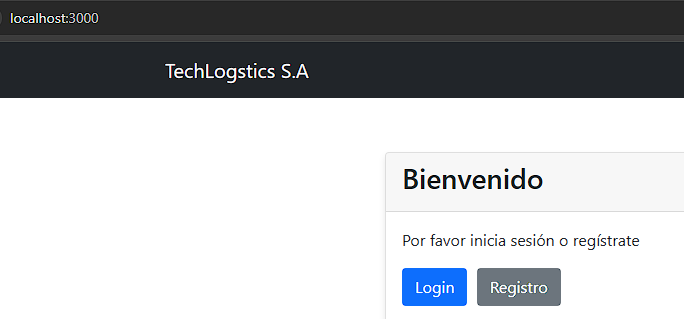 localhost:3000
TechLogstics S.A
Bienvenido
Por favor inicia sesión o regístrate
Login Registro